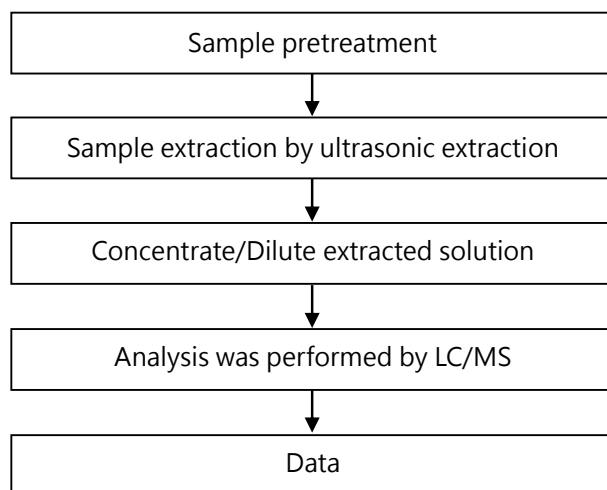 Sample pretreatment
Sample extraction by ultrasonic extraction
Concentrate/Dilute extracted solution
Analysis was performed by LC/MS
Data